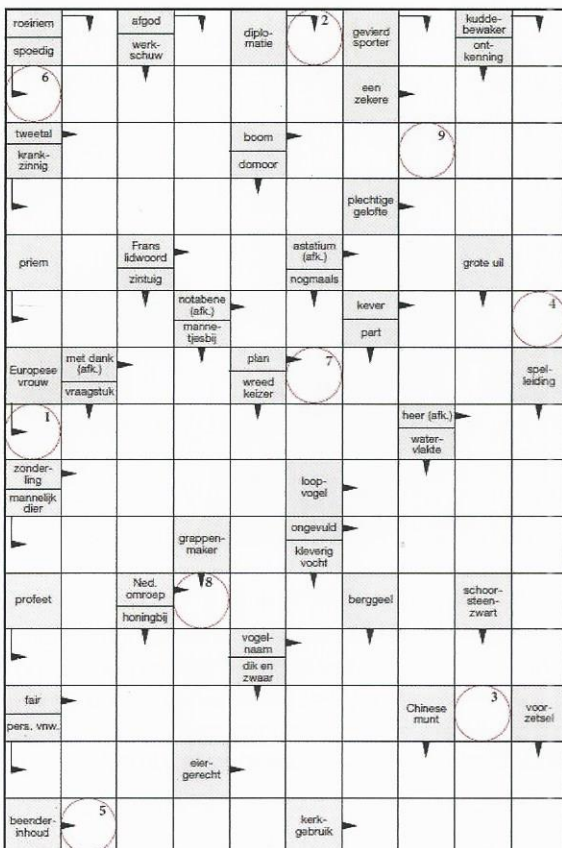 roeiriem
spoedig
afgod
werk-
schuw
diplo-
matie
2
gevierd
sporter
kudde-
bewaker
ont-
kenning
6
een
zekere
tweetal
krank-
zinnig
boom
domoor
9
plechtige
gelofte
priem
Frans
lidwoord
zintuig
astatium
(afk.)
nogmaals
grote uil
notabene
(afk.)
manne-
tjesbij
kever
part
4
Europese
vrouw
met dank
(afk.)
vraagstuk
plan
wreed
keizer
7
spel-
leiding
1
heer (afk.)
water-
vlakte
zonder-
ling
mannelijk
dier
loop-
vogel
grappen-
maker
ongevuld
kleverig
vocht
profeet
Ned.
omroep
honingbij
8
berggeel
schoor-
steen-
zwart
vogel-
naam
dik en
zwaar
fair
pers. vnw.
Chinese
munt
3
voor-
zetsel
eier-
gerecht
beender-
inhoud
5
kerk-
gebruik